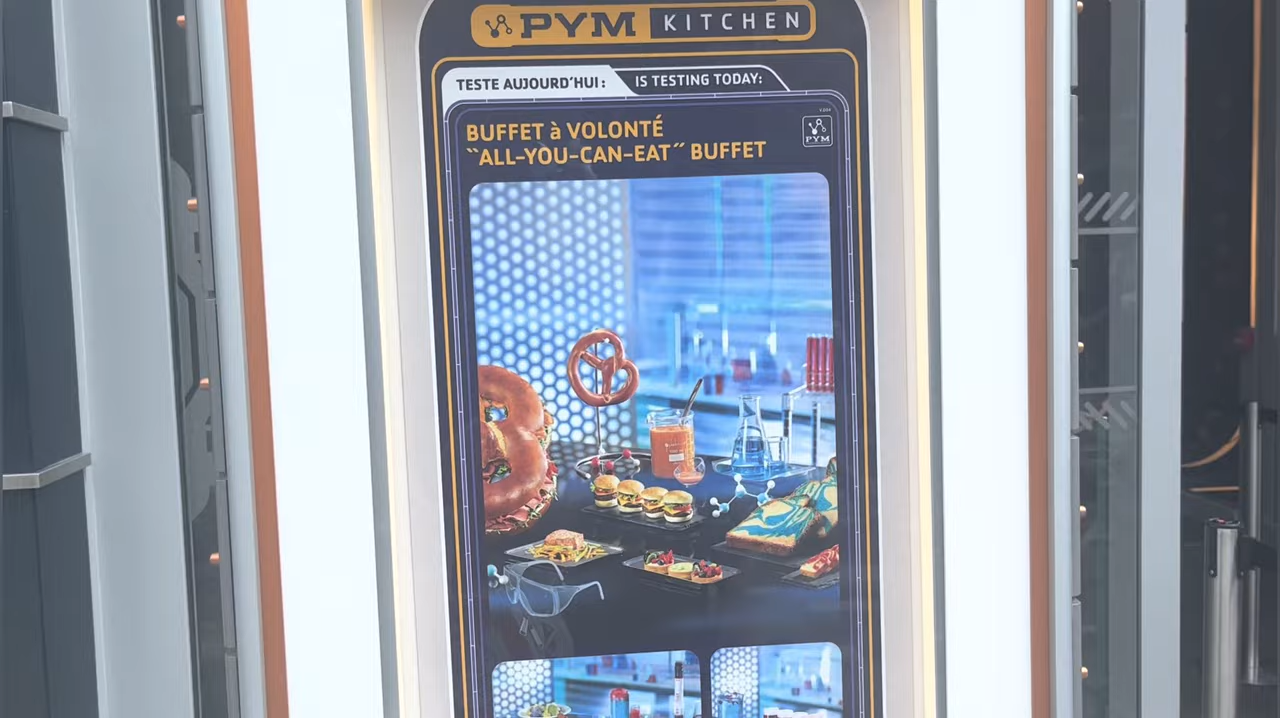 PYM KITCHEN
TESTE AUJOURD'HUI : IS TESTING TODAY:
BUFFET à VOLONTÉ
"ALL-YOU-CAN-EAT" BUFFET
PYM